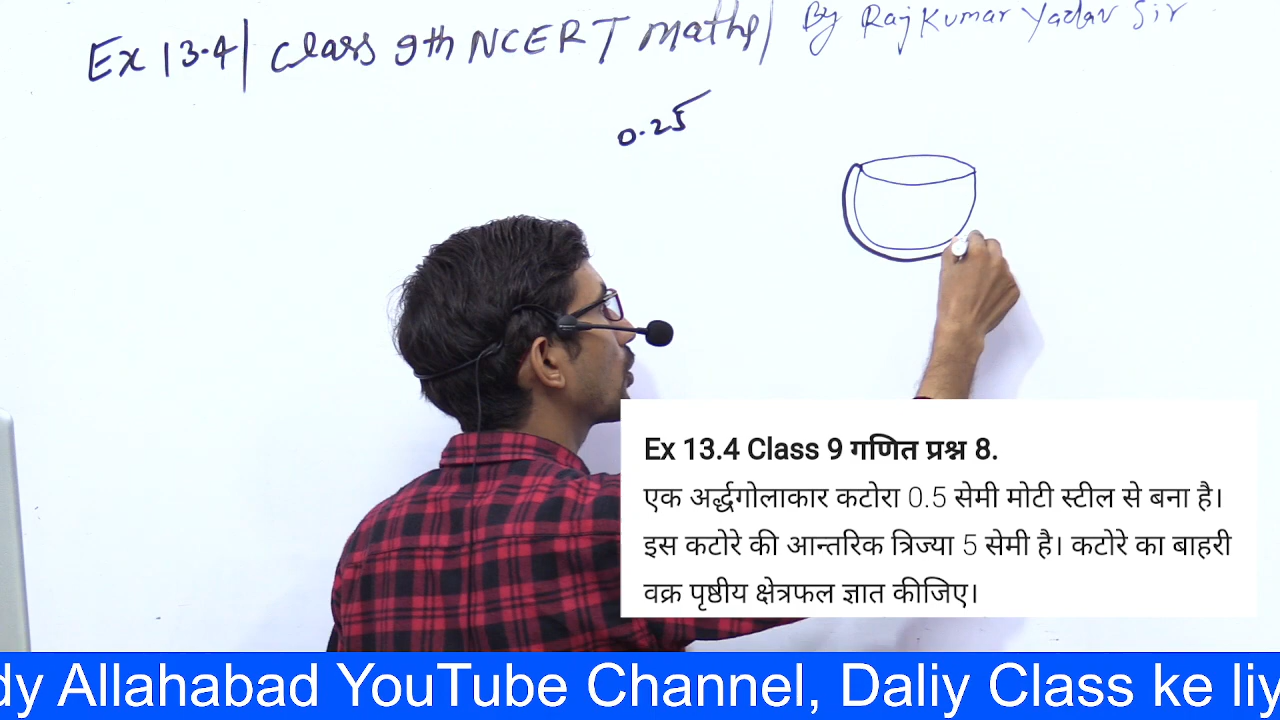 Ex 13.4| Class 9th NCERT maths| By Raj Kumar Yadav Sir
0.25
Ex 13.4 Class 9 गणित प्रश्न 8.
एक अर्द्धगोलाकार कटोरा 0.5 सेमी मोटी स्टील से बना है।
इस कटोरे की आन्तरिक त्रिज्या 5 सेमी है। कटोरे का बाहरी
वक्र पृष्ठीय क्षेत्रफल ज्ञात कीजिए।
dy Allahabad YouTube Channel, Daliy Class ke liy